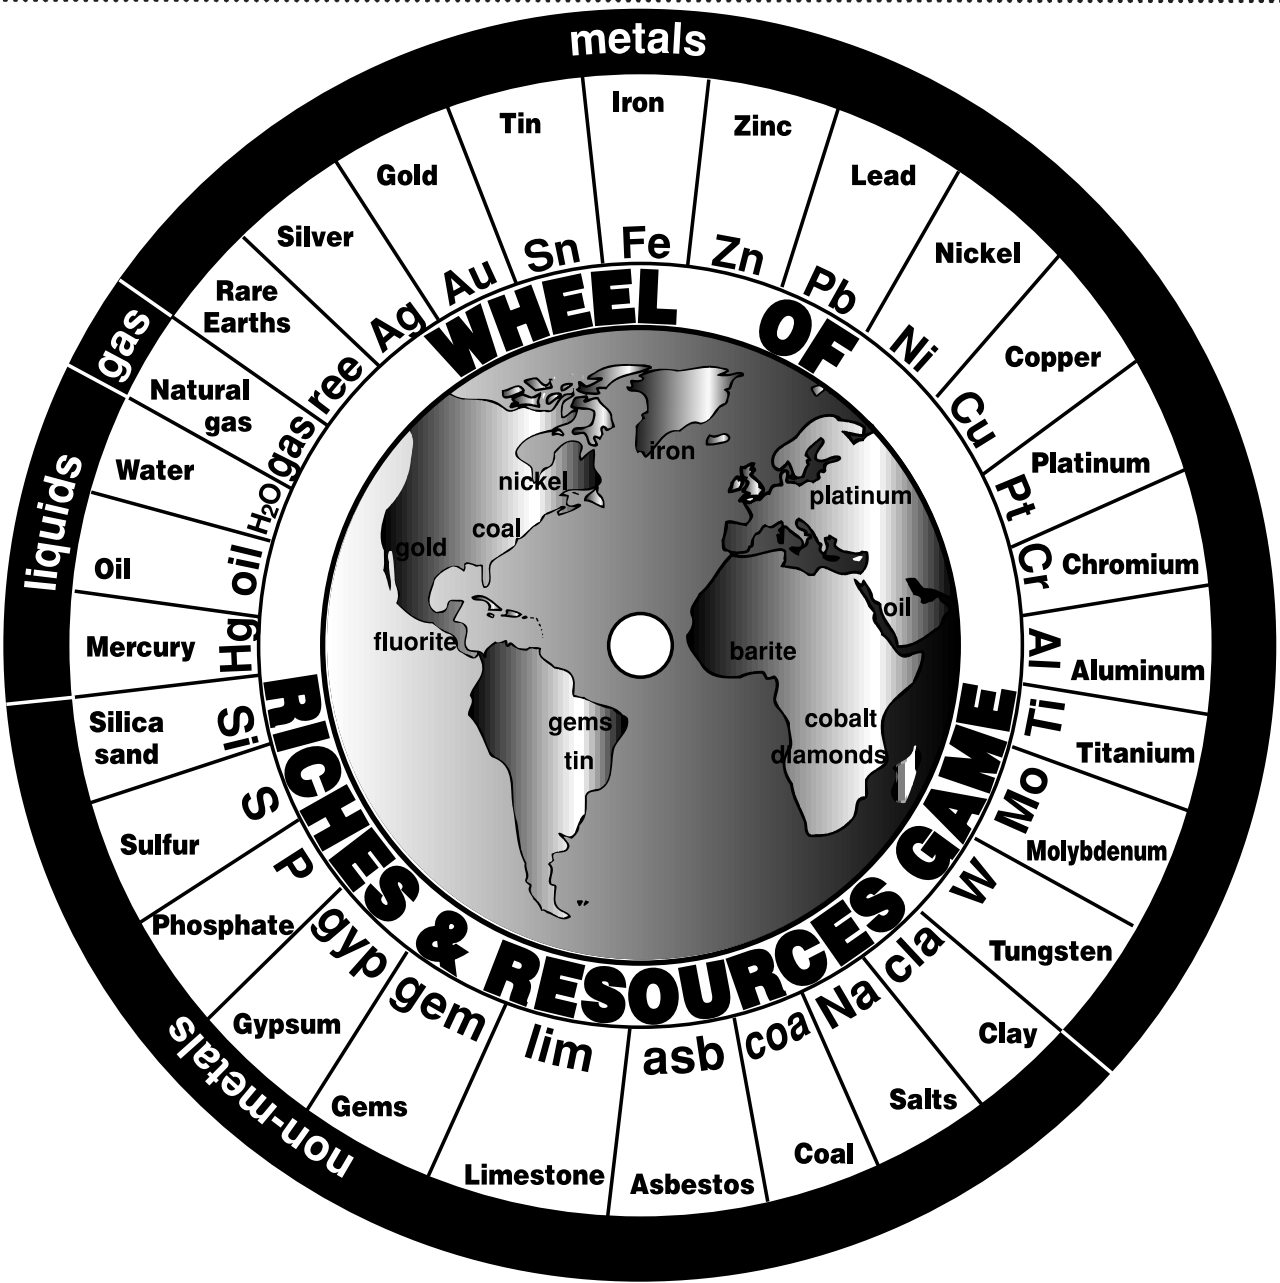 metals
gas
liquids
non-metals
Iron
Fe
Zinc
Zn
Lead
Pb
Nickel
Ni
Copper
Cu
Platinum
Pt
Chromium
Cr
Aluminum
Al
Titanium
Ti
Molybdenum
Mo
Tungsten
W
Clay
cla
Salts
Na
Coal
coa
Asbestos
asb
Limestone
lim
Gems
gem
Gypsum
gyp
Phosphate
P
Sulfur
S
Silica
sand
Si
Mercury
Hg
Oil
oil
Water
H₂O
Natural
gas
gas
Rare
Earths
ree
Silver
Ag
Gold
Au
Tin
Sn
WHEEL OF
RICHES & RESOURCES GAME
iron
nickel
platinum
coal
gold
oil
fluorite
barite
gems
cobalt
tin
diamonds